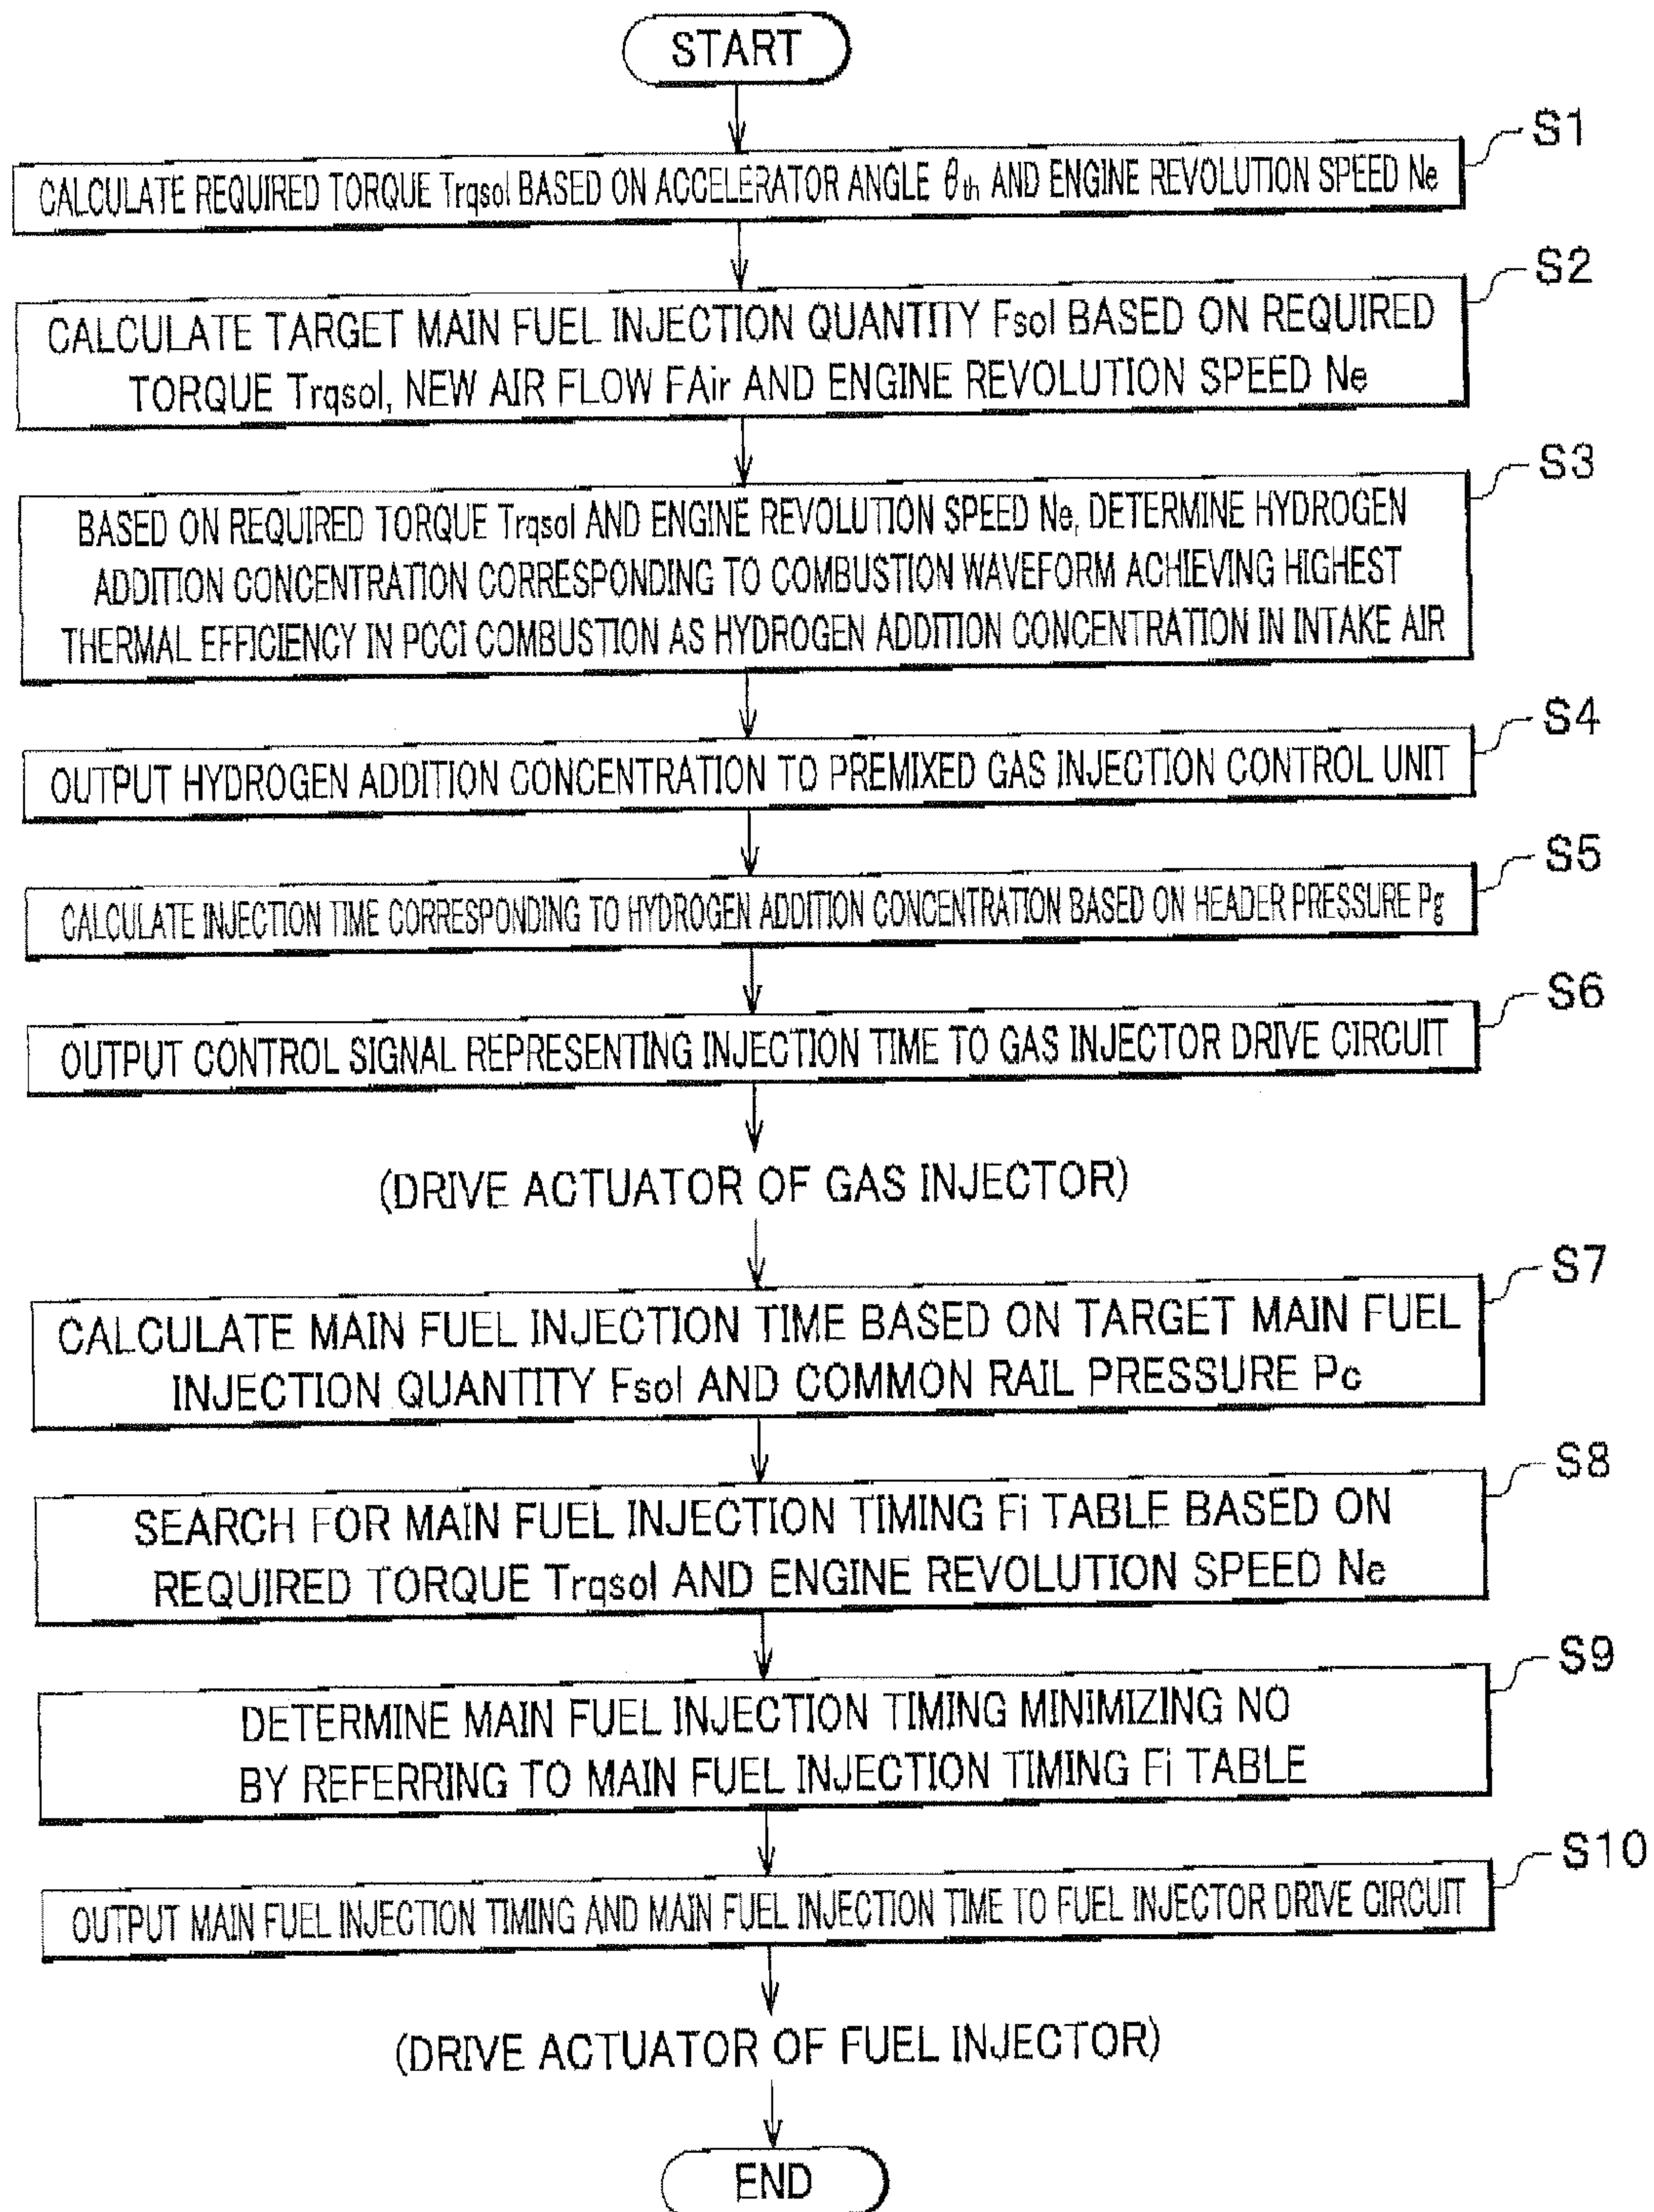 START
S1
CALCULATE REQUIRED TORQUE Trqsol BASED ON ACCELERATOR ANGLE θth AND ENGINE REVOLUTION SPEED Ne
S2
CALCULATE TARGET MAIN FUEL INJECTION QUANTITY Fsol BASED ON REQUIRED
TORQUE Trqsol, NEW AIR FLOW FAir AND ENGINE REVOLUTION SPEED Ne
S3
BASED ON REQUIRED TORQUE Trqsol AND ENGINE REVOLUTION SPEED Ne, DETERMINE HYDROGEN
ADDITION CONCENTRATION CORRESPONDING TO COMBUSTION WAVEFORM ACHIEVING HIGHEST
THERMAL EFFICIENCY IN PCCI COMBUSTION AS HYDROGEN ADDITION CONCENTRATION IN INTAKE AIR
S4
OUTPUT HYDROGEN ADDITION CONCENTRATION TO PREMIXED GAS INJECTION CONTROL UNIT
S5
CALCULATE INJECTION TIME CORRESPONDING TO HYDROGEN ADDITION CONCENTRATION BASED ON HEADER PRESSURE Pg
S6
OUTPUT CONTROL SIGNAL REPRESENTING INJECTION TIME TO GAS INJECTOR DRIVE CIRCUIT
(DRIVE ACTUATOR OF GAS INJECTOR)
S7
CALCULATE MAIN FUEL INJECTION TIME BASED ON TARGET MAIN FUEL
INJECTION QUANTITY Fsol AND COMMON RAIL PRESSURE Pc
S8
SEARCH FOR MAIN FUEL INJECTION TIMING Fi TABLE BASED ON
REQUIRED TORQUE Trqsol AND ENGINE REVOLUTION SPEED Ne
S9
DETERMINE MAIN FUEL INJECTION TIMING MINIMIZING NO
BY REFERRING TO MAIN FUEL INJECTION TIMING Fi TABLE
S10
OUTPUT MAIN FUEL INJECTION TIMING AND MAIN FUEL INJECTION TIME TO FUEL INJECTOR DRIVE CIRCUIT
(DRIVE ACTUATOR OF FUEL INJECTOR)
END